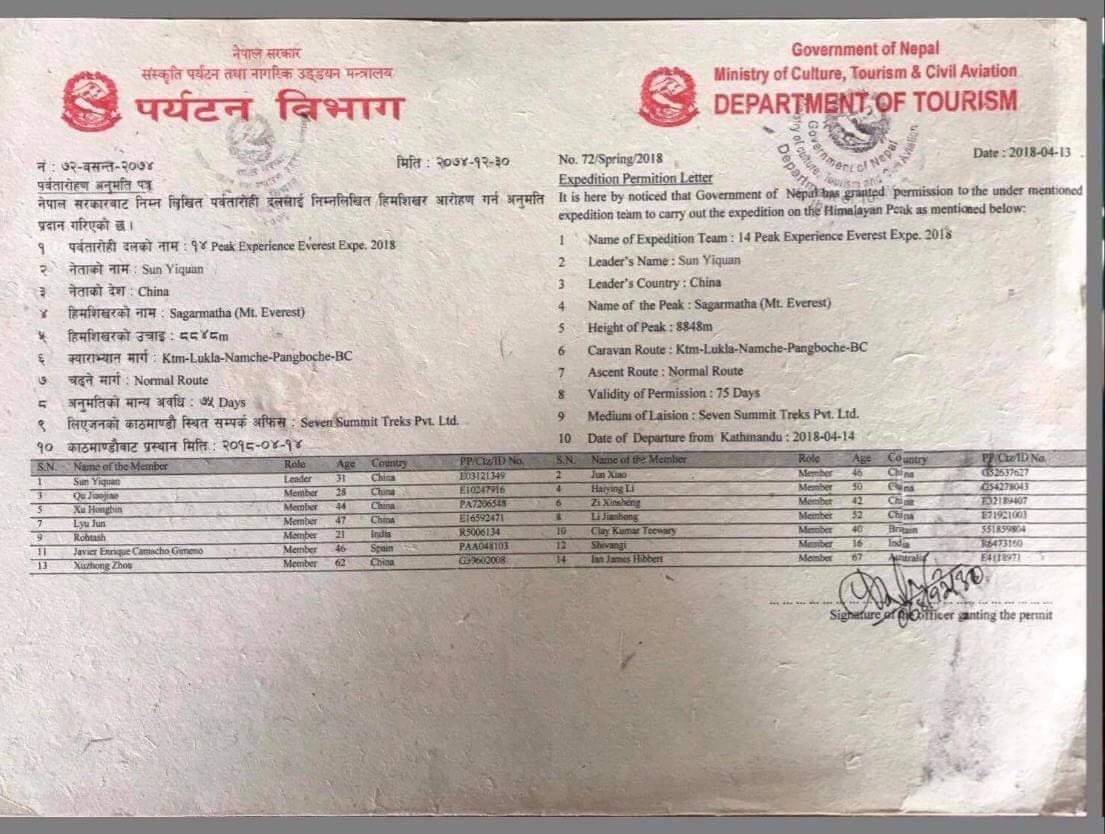 नेपाल सरकार
संस्कृति पर्यटन तथा नागरिक उड्डयन मन्त्रालय
पर्यटन विभाग
नं : ७२-वसन्त-२०७४
मिति : २०७४-१२-३०
पर्वतारोहण अनुमति पत्र
नेपाल सरकारबाट निम्न लिखित पर्वतारोही दललाई निम्नलिखित हिमशिखर आरोहण गर्न अनुमति
प्रदान गरिएको छ।
१ पर्वतारोही दलको नाम : १४ Peak Experience Everest Expe. 2018
२ नेताको नाम : Sun Yiquan
३ नेताको देश : China
४ हिमशिखरको नाम : Sagarmatha (Mt. Everest)
५ हिमशिखरको उचाइ : ८८४८m
६ क्याराभ्यान मार्ग : Ktm-Lukla-Namche-Pangboche-BC
७ चढ्ने मार्ग : Normal Route
८ अनुमतिको मान्य अवधि : ७५ Days
९ लिएजनको काठमाण्डौ स्थित सम्पर्क अफिस : Seven Summit Treks Pvt. Ltd.
१० काठमाण्डौबाट प्रस्थान मिति : २०१८-०४-१४
Government of Nepal
Ministry of Culture, Tourism & Civil Aviation
DEPARTMENT OF TOURISM
No. 72/Spring/2018
Date : 2018-04-13
Expedition Permition Letter
It is here by noticed that Government of Nepal has granted permission to the under mentioned
expedition team to carry out the expedition on the Himalayan Peak as mentioned below:
1 Name of Expedition Team : 14 Peak Experience Everest Expe. 2018
2 Leader's Name : Sun Yiquan
3 Leader's Country : China
4 Name of the Peak : Sagarmatha (Mt. Everest)
5 Height of Peak : 8848m
6 Caravan Route : Ktm-Lukla-Namche-Pangboche-BC
7 Ascent Route : Normal Route
8 Validity of Permission : 75 Days
9 Medium of Laision : Seven Summit Treks Pvt. Ltd.
10 Date of Departure from Kathmandu : 2018-04-14
S.N. Name of the Member Role Age Country PP/Ctz/ID No. S.N. Name of the Member Role Age Country PP/Ctz/ID No.
1 Sun Yiquan Leader 31 China E03121349 2 Jun Xiao Member 46 China G52637627
3 Qu Jiaojiao Member 28 China E10247916 4 Haiying Li Member 50 China G54278043
5 Xu Hongbin Member 44 China PA7206548 6 Zi Xinsheng Member 42 China E32189407
7 Lyu Jun Member 47 China E16592471 8 Li Jianhong Member 52 China E71921003
9 Rohtash Member 21 India R5006134 10 Clay Kumar Teewary Member 40 Britain 551859804
11 Javier Enrique Camacho Gimeno Member 46 Spain PAA048103 12 Shivangi Member 16 India R6473160
13 Xuzhong Zhou Member 62 China G39602008 14 Ian James Hibbert Member 67 Australia E4118971
Signature of the officer ganting the permit